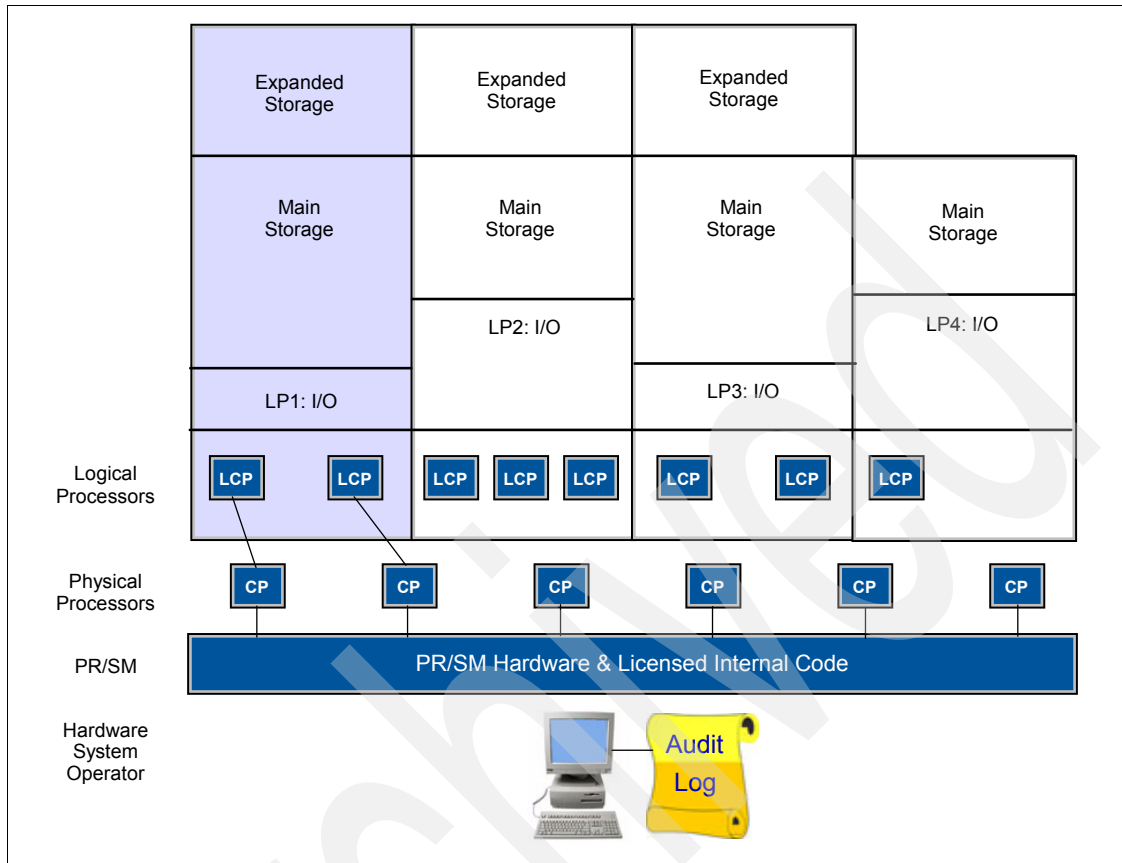 Expanded
Storage
Expanded
Storage
Expanded
Storage
Main
Storage
Main
Storage
Main
Storage
Main
Storage
LP1: I/O
LP2: I/O
LP3: I/O
LP4: I/O
Logical
Processors
LCP
LCP
LCP
LCP
LCP
LCP
LCP
LCP
Physical
Processors
CP
CP
CP
CP
CP
CP
PR/SM
PR/SM Hardware & Licensed Internal Code
Hardware
System
Operator
Audit
Log